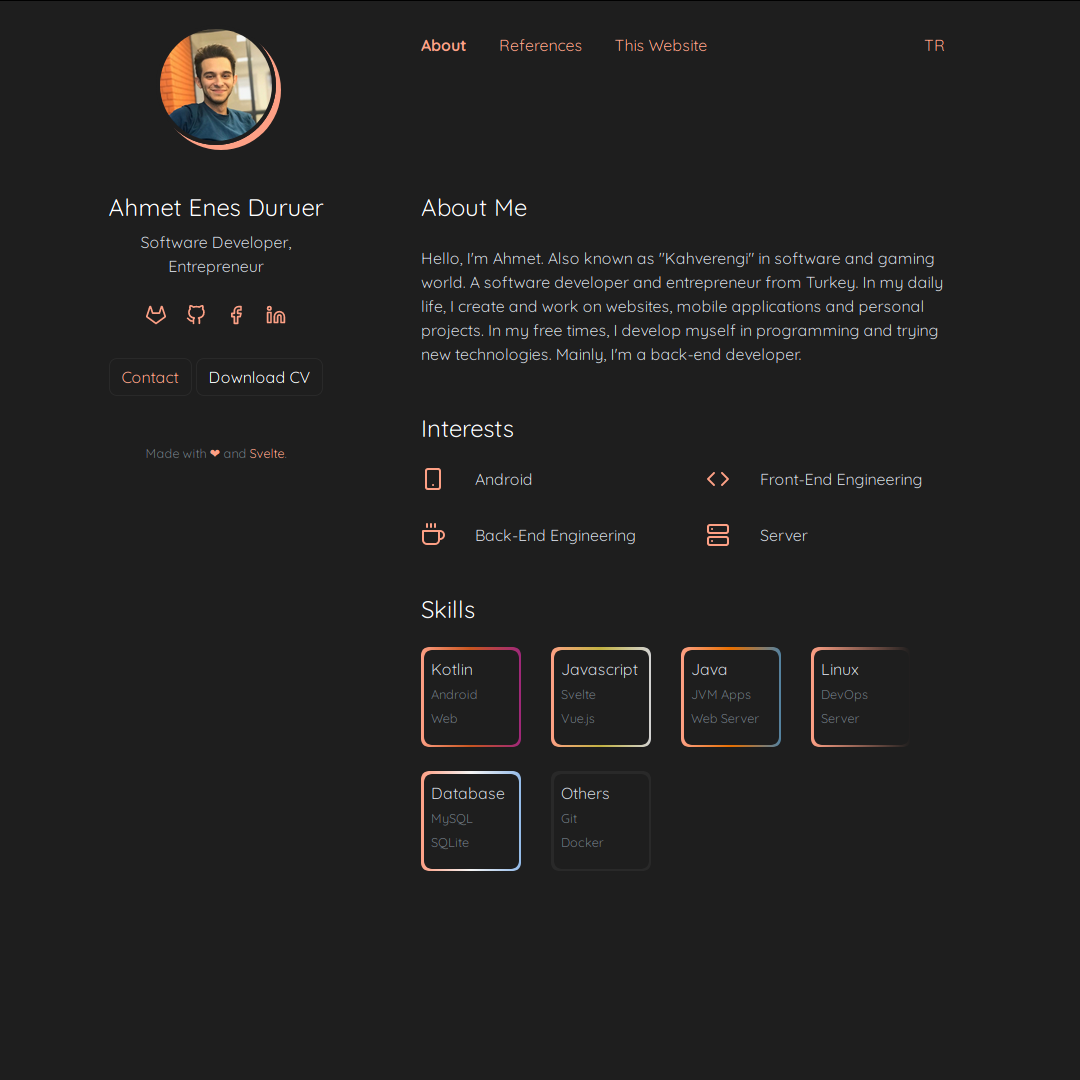 About References This Website TR
Ahmet Enes Duruer
Software Developer,
Entrepreneur
Contact Download CV
Made with ❤ and Svelte.
About Me
Hello, I'm Ahmet. Also known as "Kahverengi" in software and gaming
world. A software developer and entrepreneur from Turkey. In my daily
life, I create and work on websites, mobile applications and personal
projects. In my free times, I develop myself in programming and trying
new technologies. Mainly, I'm a back-end developer.
Interests
Android
Front-End Engineering
Back-End Engineering
Server
Skills
Kotlin
Android
Web
Javascript
Svelte
Vue.js
Java
JVM Apps
Web Server
Linux
DevOps
Server
Database
MySQL
SQLite
Others
Git
Docker